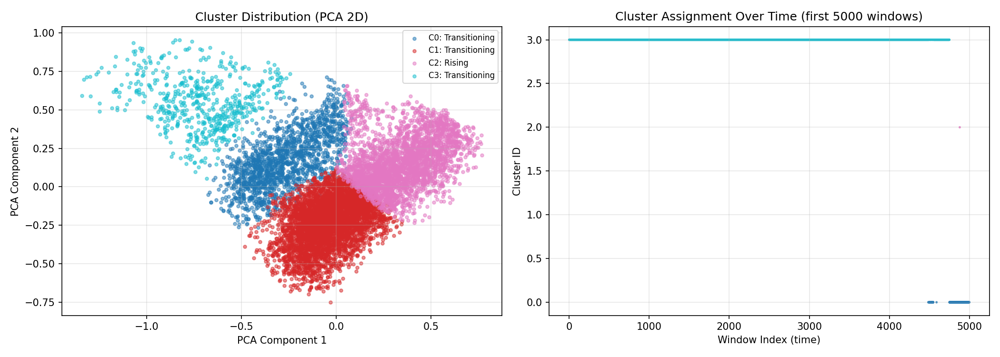 Cluster Distribution (PCA 2D)
C0: Transitioning
C1: Transitioning
C2: Rising
C3: Transitioning
1.00
0.75
0.50
0.25
0.00
−0.25
−0.50
−0.75
PCA Component 2
−1.0
−0.5
0.0
0.5
PCA Component 1
Cluster Assignment Over Time (first 5000 windows)
3.0
2.5
2.0
1.5
1.0
0.5
0.0
Cluster ID
0
1000
2000
3000
4000
5000
Window Index (time)